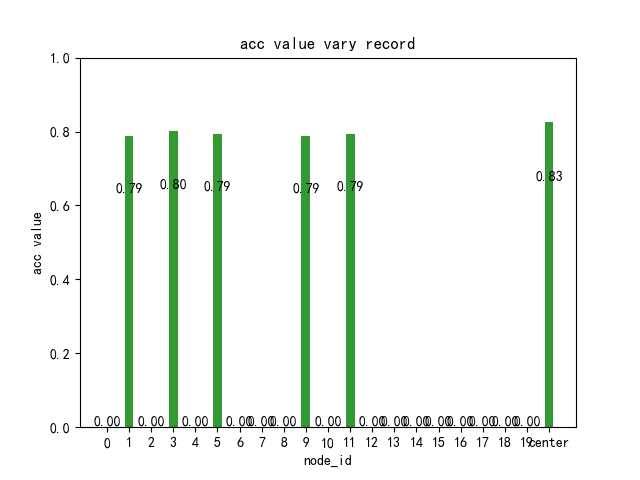 acc value vary record
1.0
0.8
0.6
0.4
0.2
0.0
acc value
0.79 0.80 0.79 0.79 0.79 0.83
0.00 0.00 0.00 0.00 0.00 0.00 0.00 0.00 0.00 0.00 0.00 0.00 0.00 0.00 0.00
0 1 2 3 4 5 6 7 8 9 10 11 12 13 14 15 16 17 18 19 center
node_id